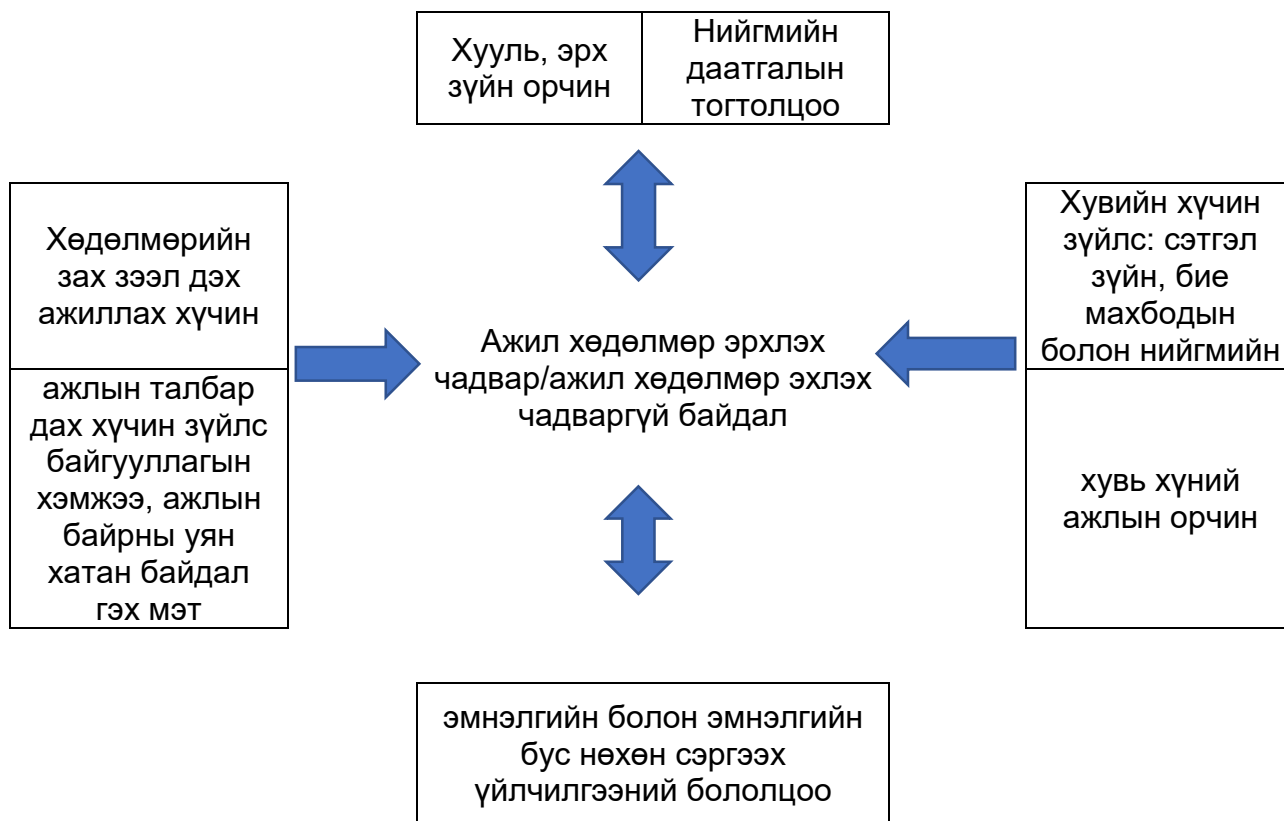 Хууль, эрх
зүйн орчин
Нийгмийн
даатгалын
тогтолцоо
Хөдөлмөрийн
зах зээл дэх
ажиллах хүчин
ажлын талбар
дах хүчин зүйлс
байгууллагын
хэмжээ, ажлын
байрны уян
хатан байдал
гэх мэт
Ажил хөдөлмөр эрхлэх
чадвар/ажил хөдөлмөр эхлэх
чадваргүй байдал
Хувийн хүчин
зүйлс: сэтгэл
зүйн, бие
махбодын
болон нийгмийн
хувь хүний
ажлын орчин
эмнэлгийн болон эмнэлгийн
бус нөхөн сэргээх
үйлчилгээний бололцоо